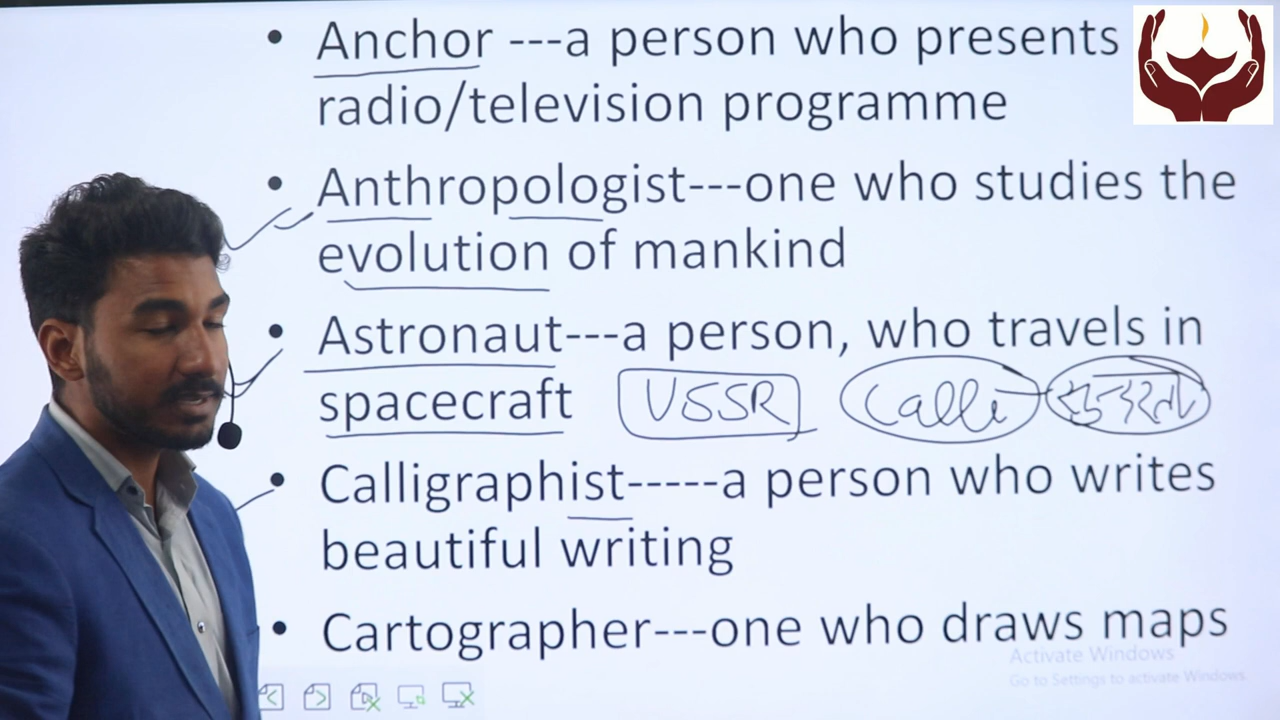 • Anchor ---a person who presents
radio/television programme
• Anthropologist---one who studies the
evolution of mankind
• Astronaut---a person, who travels in
spacecraft USSR Calli
• Calligraphist-----a person who writes
beautiful writing
• Cartographer---one who draws maps
Activate Windows
Go to Settings to activate Windows.